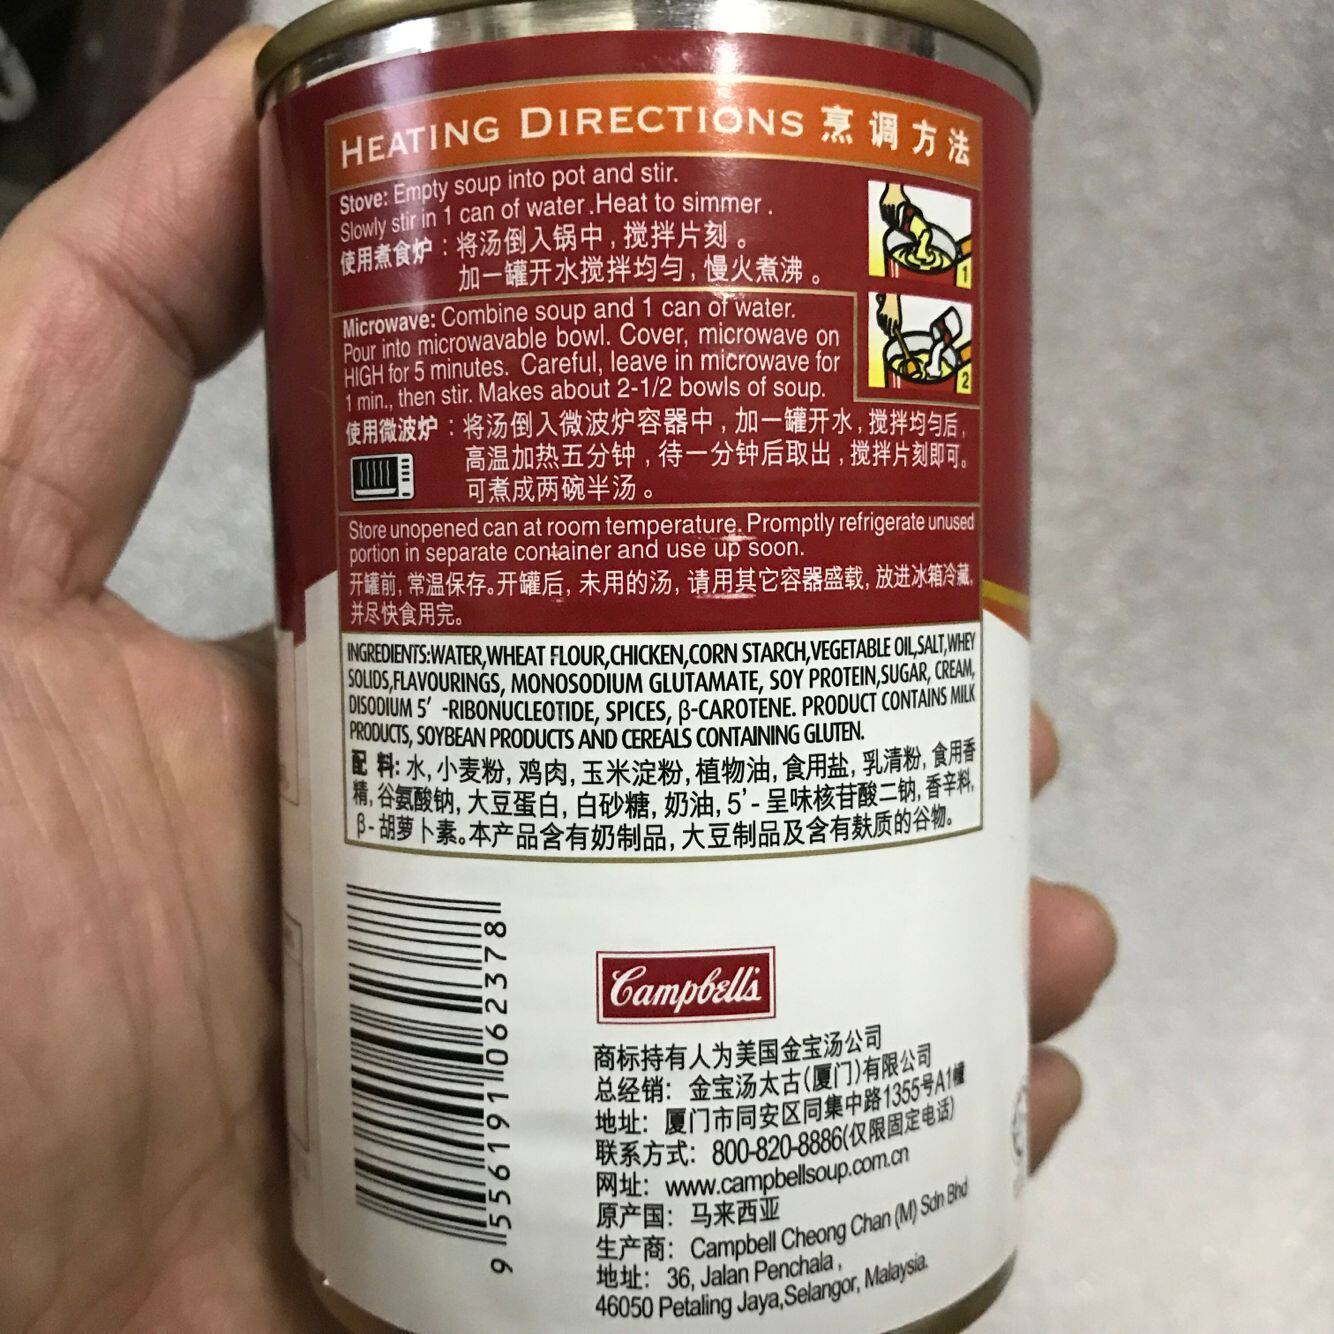 HEATING DIRECTIONS 烹调方法
Stove: Empty soup into pot and stir.
Slowly stir in 1 can of water .Heat to simmer .
使用煮食炉：将汤倒入锅中，搅拌片刻。
加一罐开水搅拌均匀，慢火煮沸。
1
Microwave: Combine soup and 1 can of water.
Pour into microwavable bowl. Cover, microwave on
HIGH for 5 minutes. Careful, leave in microwave for
1 min., then stir. Makes about 2-1/2 bowls of soup.
2
使用微波炉：将汤倒入微波炉容器中，加一罐开水，搅拌均匀后，
高温加热五分钟，待一分钟后取出，搅拌片刻即可。
可煮成两碗半汤。
Store unopened can at room temperature. Promptly refrigerate unused
portion in separate container and use up soon.
开罐前，常温保存。开罐后，未用的汤，请用其它容器盛载，放进冰箱冷藏，
并尽快食用完。
INGREDIENTS:WATER,WHEAT FLOUR,CHICKEN,CORN STARCH,VEGETABLE OIL,SALT,WHEY
SOLIDS,FLAVOURINGS, MONOSODIUM GLUTAMATE, SOY PROTEIN,SUGAR, CREAM,
DISODIUM 5′ -RIBONUCLEOTIDE, SPICES, β-CAROTENE. PRODUCT CONTAINS MILK
PRODUCTS, SOYBEAN PRODUCTS AND CEREALS CONTAINING GLUTEN.
配 料: 水, 小麦粉, 鸡肉, 玉米淀粉, 植物油, 食用盐, 乳清粉, 食用香
精, 谷氨酸钠, 大豆蛋白, 白砂糖, 奶油, 5’- 呈味核苷酸二钠, 香辛料,
β- 胡萝卜素。本产品含有奶制品, 大豆制品及含有麸质的谷物。
9 556191 062378
Campbell's
商标持有人为美国金宝汤公司
总经销: 金宝汤太古(厦门)有限公司
地址: 厦门市同安区同集中路1355号A1幢
联系方式: 800-820-8886(仅限固定电话)
网址: www.campbellsoup.com.cn
原产国: 马来西亚
生产商: Campbell Cheong Chan (M) Sdn Bhd
地址: 36, Jalan Penchala ,
46050 Petaling Jaya,Selangor, Malaysia.